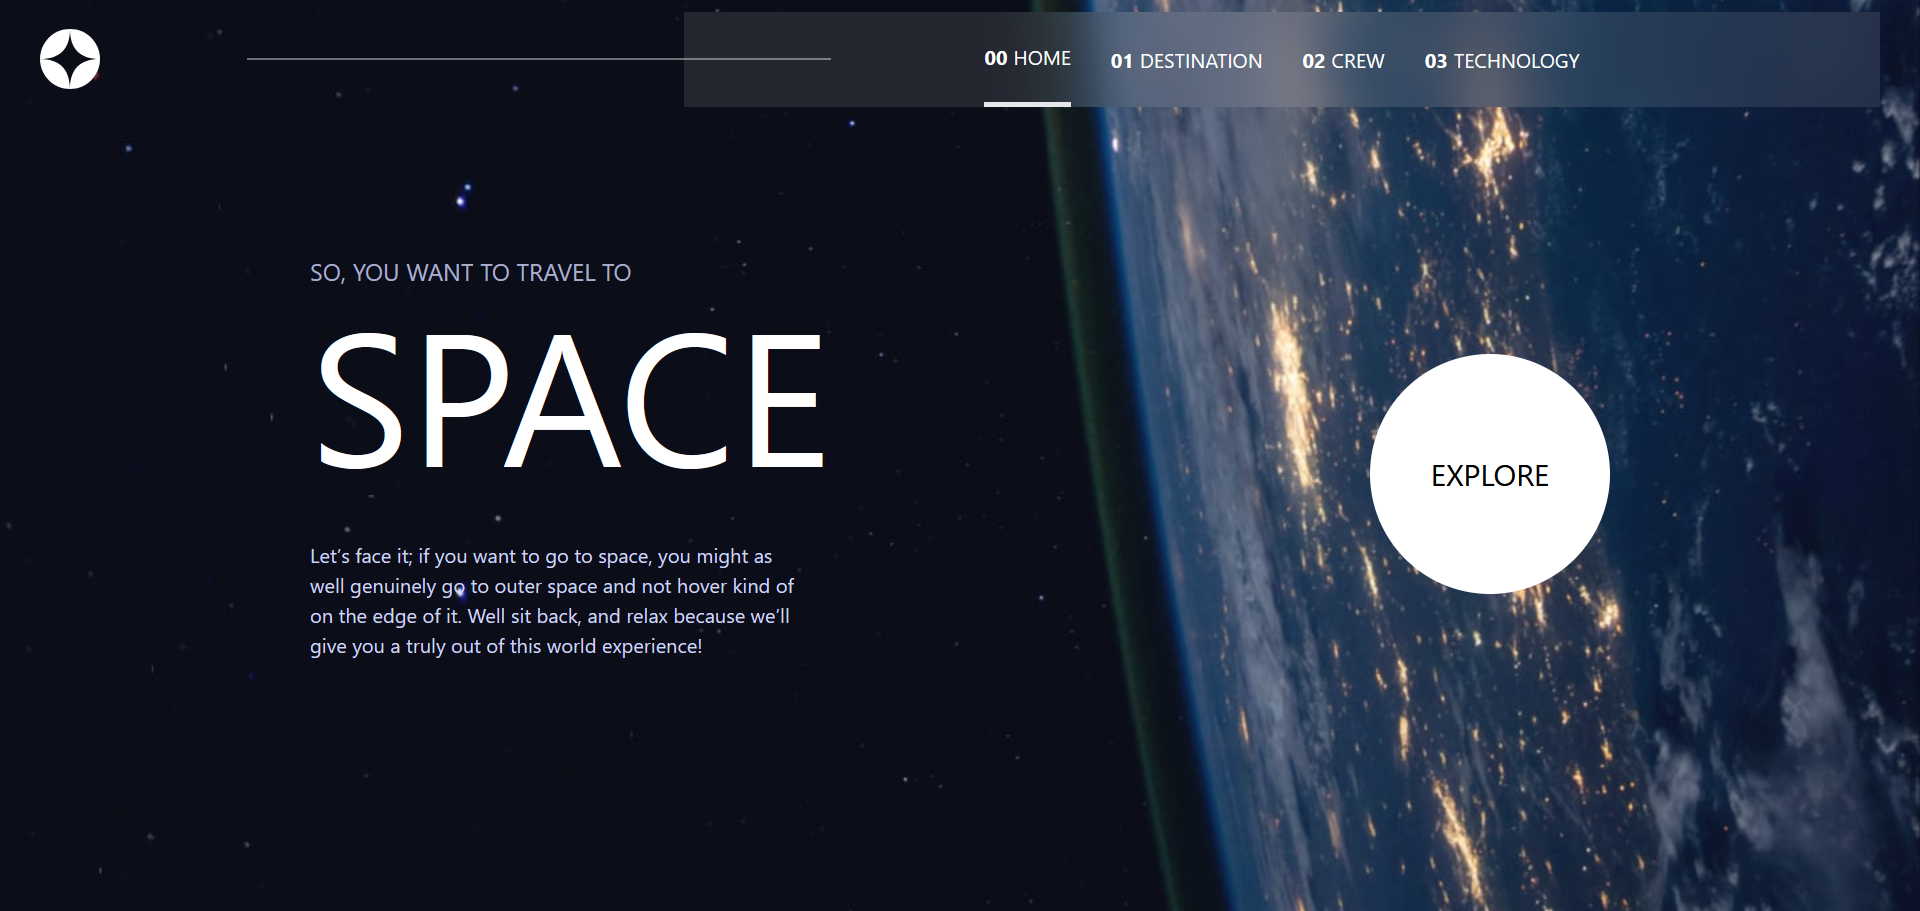 00 HOME 01 DESTINATION 02 CREW 03 TECHNOLOGY
SO, YOU WANT TO TRAVEL TO
SPACE
EXPLORE
Let’s face it; if you want to go to space, you might as
well genuinely go to outer space and not hover kind of
on the edge of it. Well sit back, and relax because we’ll
give you a truly out of this world experience!